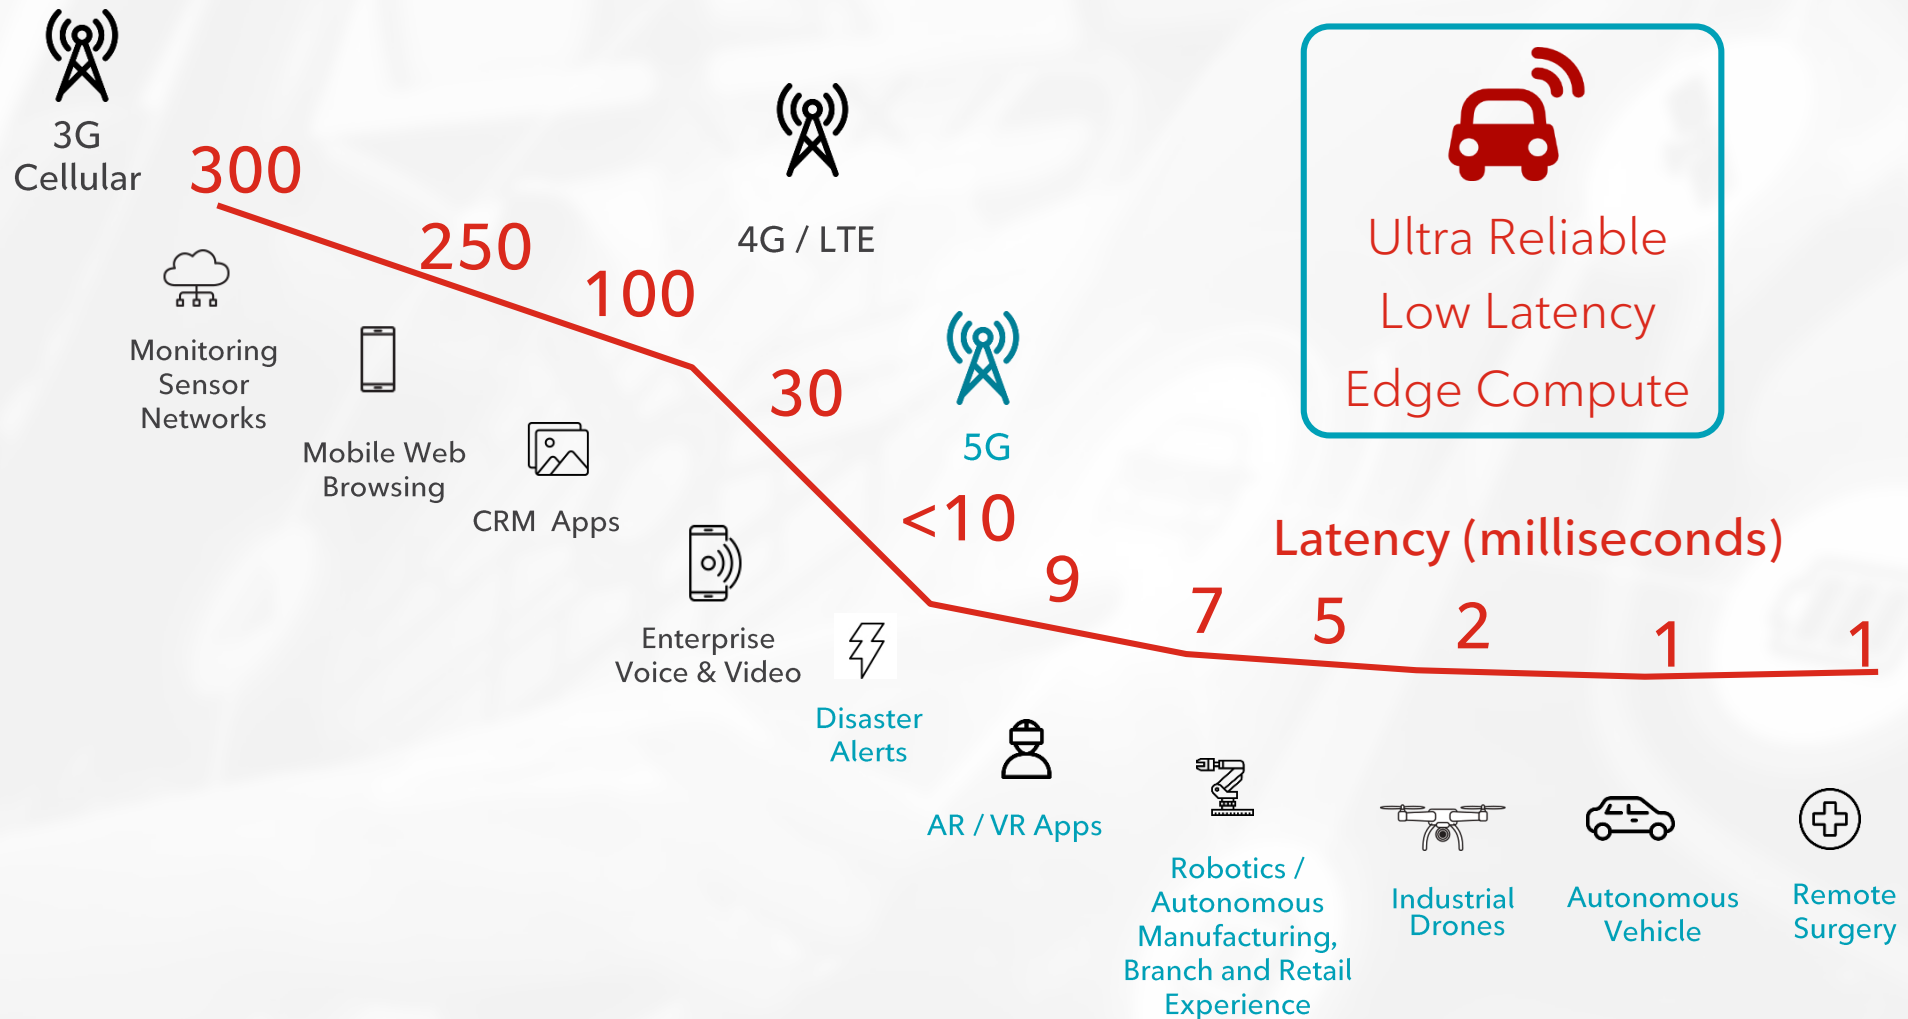 3G
Cellular
300
250
100
4G / LTE
30
5G
<10
9
7
5
2
1
1
Ultra Reliable
Low Latency
Edge Compute
Latency (milliseconds)
Monitoring
Sensor
Networks
Mobile Web
Browsing
CRM Apps
Enterprise
Voice & Video
Disaster
Alerts
AR / VR Apps
Robotics /
Autonomous
Manufacturing,
Branch and Retail
Experience
Industrial
Drones
Autonomous
Vehicle
Remote
Surgery